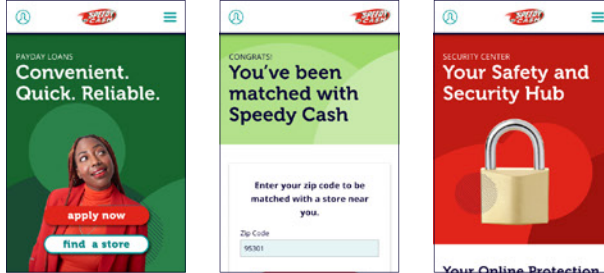 SPEEDY
CASH
PAYDAY LOANS
Convenient.
Quick. Reliable.
apply now
find a store
SPEEDY
CASH
CONGRATS!
You've been
matched with
Speedy Cash
Enter your zip code to be
matched with a store near
you.
Zip Code
95301
SPEEDY
CASH
SECURITY CENTER
Your Safety and
Security Hub
Your Online Protection